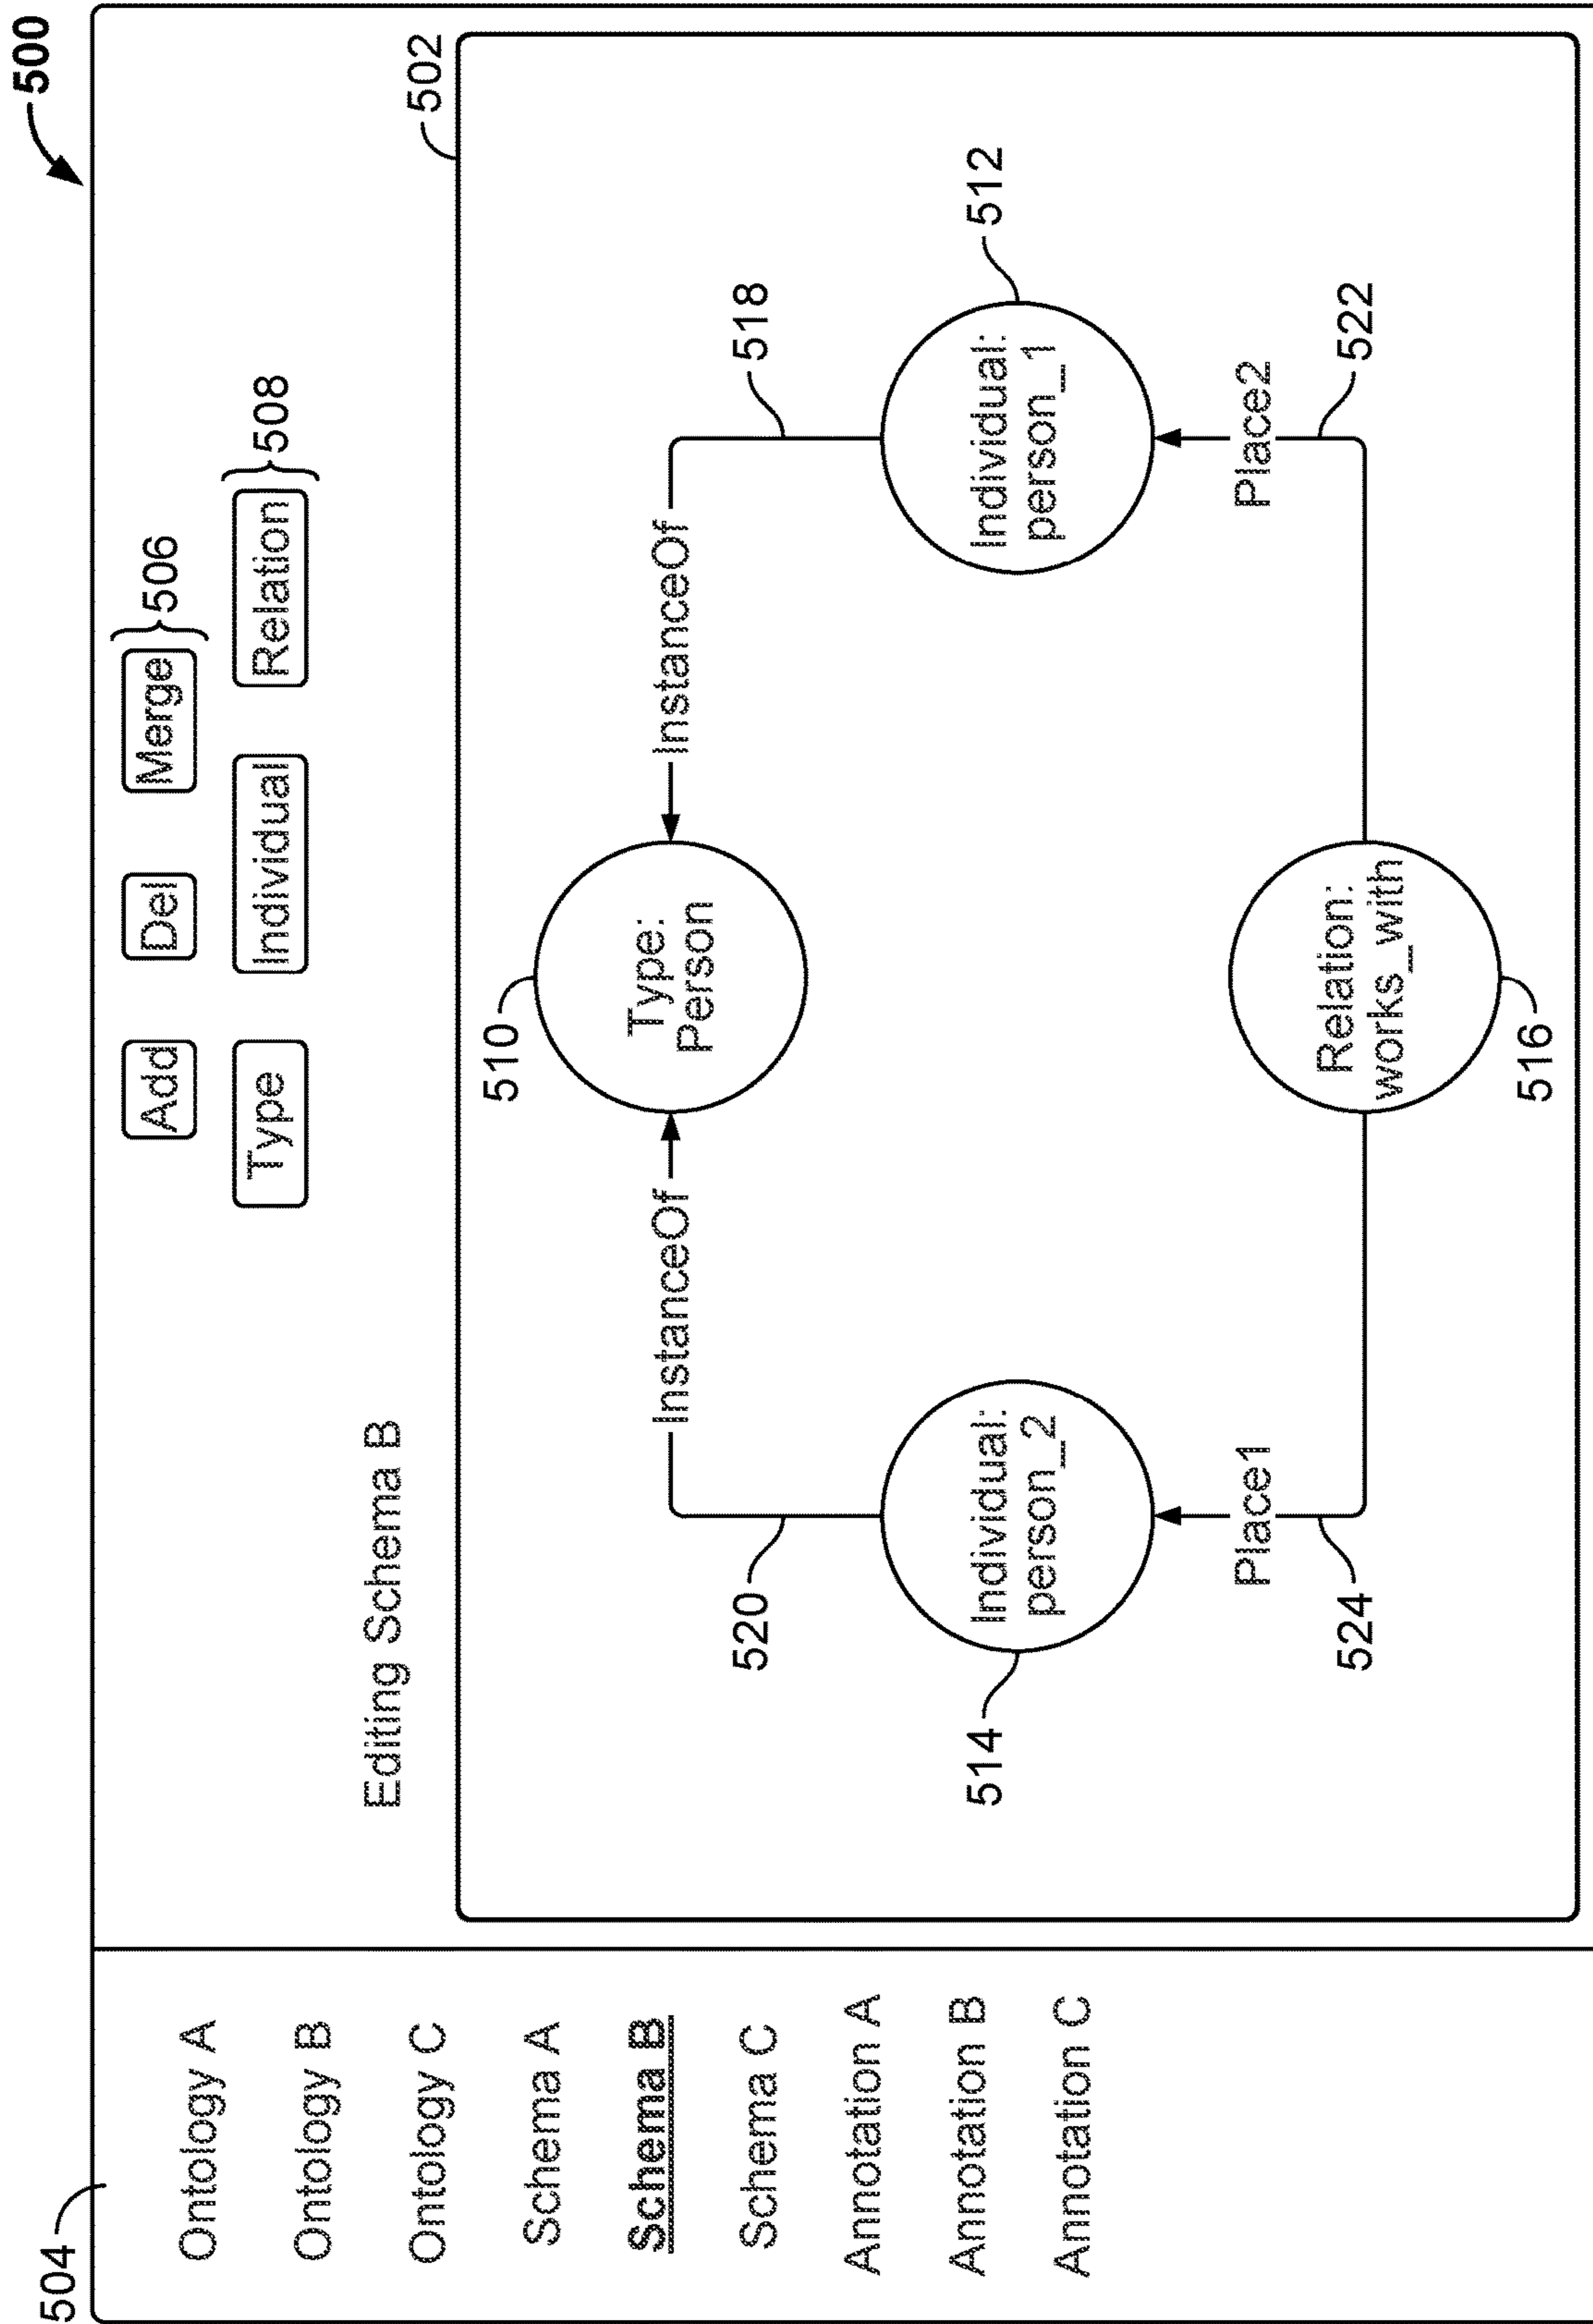 500
504
Ontology A
Ontology B
Ontology C
Schema A
Schema B
Schema C
Annotation A
Annotation B
Annotation C
Add
Del
Merge
506
Type
Individual
Relation
508
Editing Schema B
502
510
Type:
Person
InstanceOf
InstanceOf
520
518
514
Individual:
person_2
Individual:
person_1
512
Place1
Place2
524
522
Relation:
works_with
516